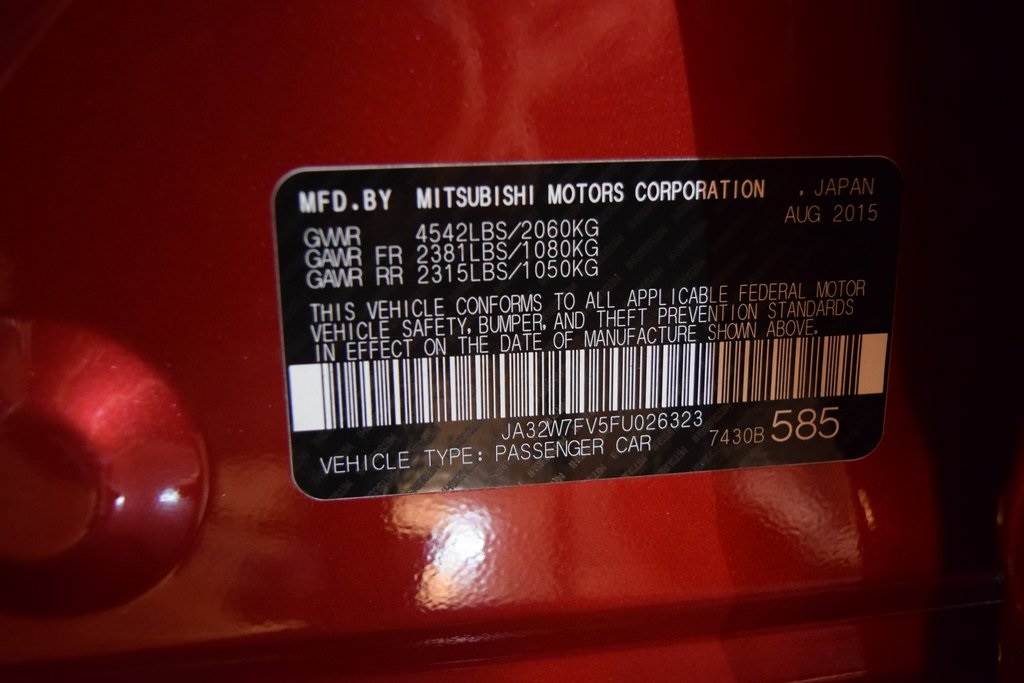 MFD.BY MITSUBISHI MOTORS CORPORATION , JAPAN
AUG 2015
GVWR 4542LBS/2060KG
GAWR FR 2381LBS/1080KG
GAWR RR 2315LBS/1050KG
THIS VEHICLE CONFORMS TO ALL APPLICABLE FEDERAL MOTOR
VEHICLE SAFETY, BUMPER, AND THEFT PREVENTION STANDARDS
IN EFFECT ON THE DATE OF MANUFACTURE SHOWN ABOVE.
JA32W7FV5FU026323
7430B 585
VEHICLE TYPE: PASSENGER CAR